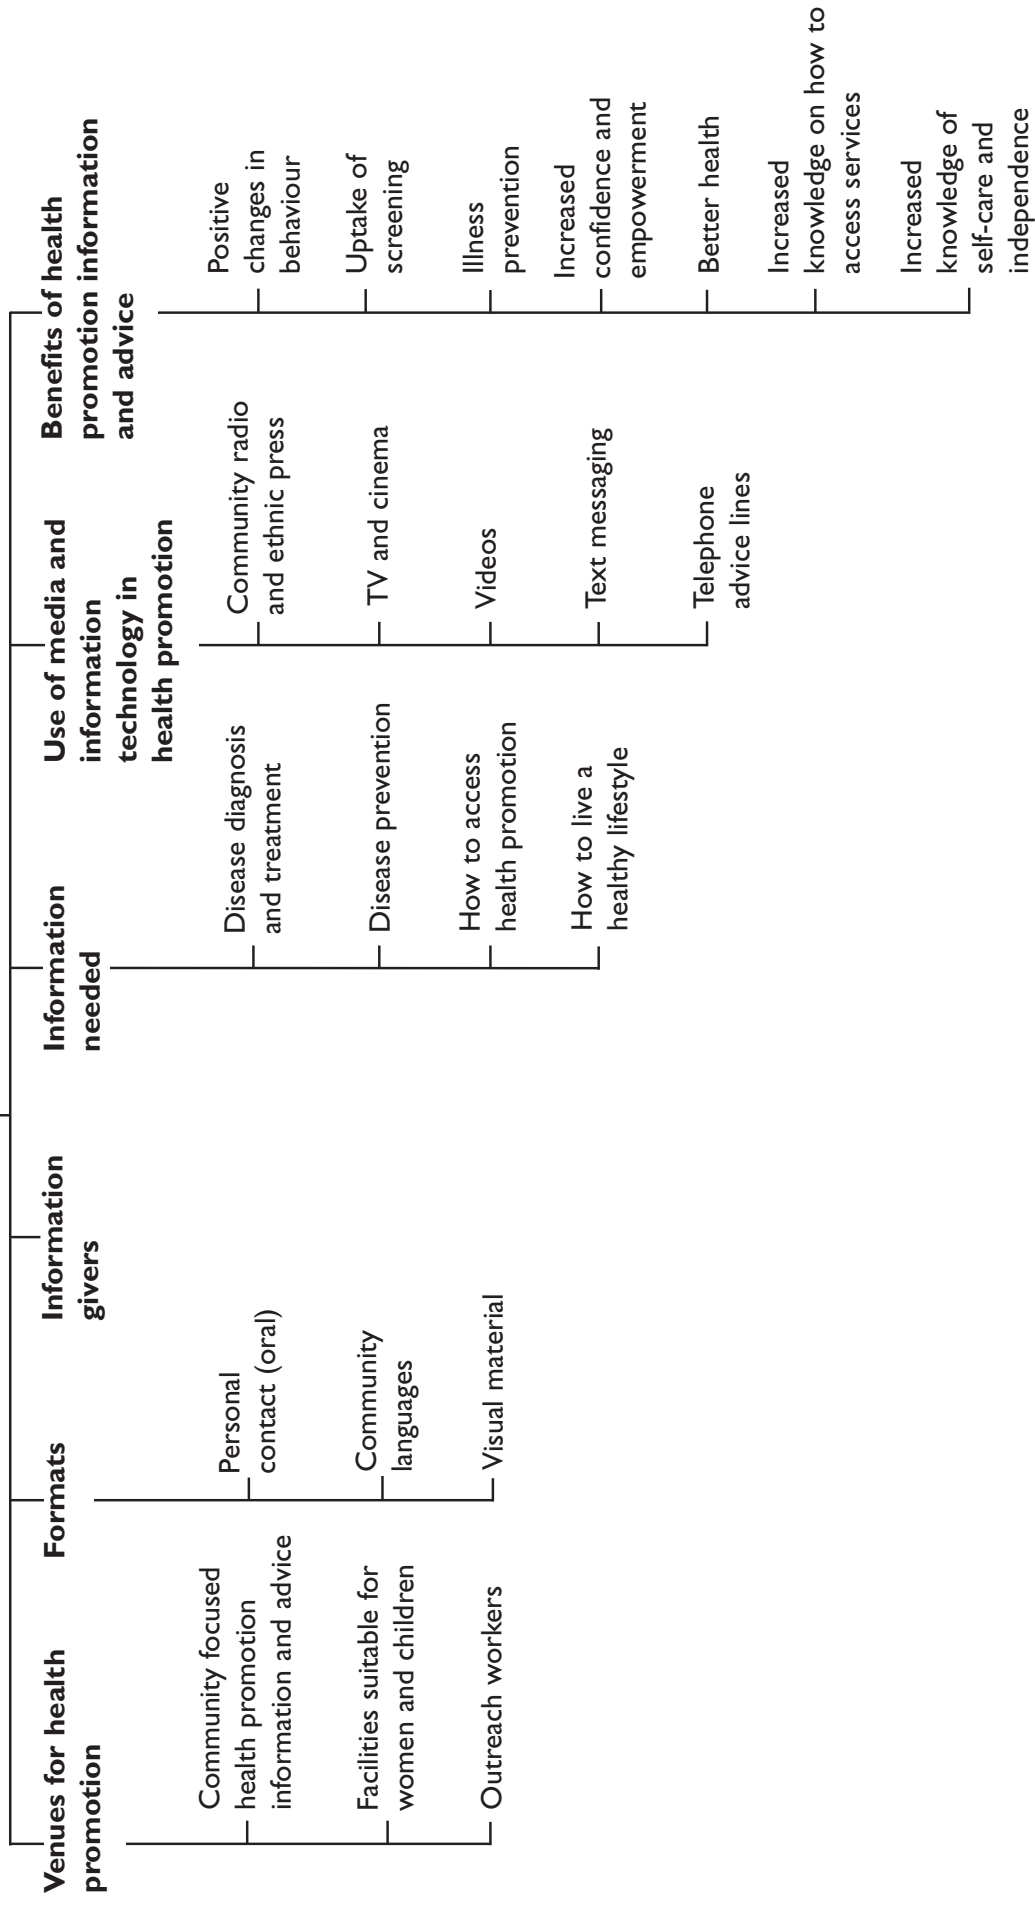 Venues for health
promotion
Community focused
health promotion
information and advice
Facilities suitable for
women and children
Outreach workers
Formats
Personal
contact (oral)
Community
languages
Visual material
Information
givers
Information
needed
Disease diagnosis
and treatment
Disease prevention
How to access
health promotion
How to live a
healthy lifestyle
Use of media and
information
technology in
health promotion
Community radio
and ethnic press
TV and cinema
Videos
Text messaging
Telephone
advice lines
Benefits of health
promotion information
and advice
Positive
changes in
behaviour
Uptake of
screening
Illness
prevention
Increased
confidence and
empowerment
Better health
Increased
knowledge on how to
access services
Increased
knowledge of
self-care and
independence